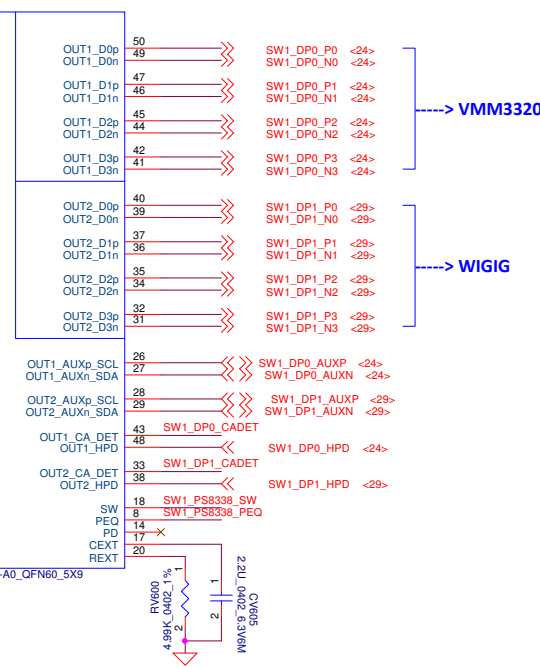 OUT1_D0p 50 SW1_DP0_P0 <24>
OUT1_D0n 49 SW1_DP0_N0 <24>
OUT1_D1p 47 SW1_DP0_P1 <24>
OUT1_D1n 46 SW1_DP0_N1 <24>
-----> VMM3320
OUT1_D2p 45 SW1_DP0_P2 <24>
OUT1_D2n 44 SW1_DP0_N2 <24>
OUT1_D3p 42 SW1_DP0_P3 <24>
OUT1_D3n 41 SW1_DP0_N3 <24>
OUT2_D0p 40 SW1_DP1_P0 <29>
OUT2_D0n 39 SW1_DP1_N0 <29>
OUT2_D1p 37 SW1_DP1_P1 <29>
OUT2_D1n 36 SW1_DP1_N1 <29>
-----> WIGIG
OUT2_D2p 35 SW1_DP1_P2 <29>
OUT2_D2n 34 SW1_DP1_N2 <29>
OUT2_D3p 32 SW1_DP1_P3 <29>
OUT2_D3n 31 SW1_DP1_N3 <29>
OUT1_AUXp_SCL 26 SW1_DP0_AUXP <24>
OUT1_AUXn_SDA 27 SW1_DP0_AUXN <24>
OUT2_AUXp_SCL 28 SW1_DP1_AUXP <29>
OUT2_AUXn_SDA 29 SW1_DP1_AUXN <29>
OUT1_CA_DET 43 SW1_DP0_CADET
OUT1_HPD 48 SW1_DP0_HPD <24>
OUT2_CA_DET 33 SW1_DP1_CADET
OUT2_HPD 38 SW1_DP1_HPD <29>
SW 18 SW1_PS8338_SW
PEQ 8 SW1_PS8338_PEQ
PD 14
CEXT 17
REXT 20
-A0_QFN60_5X9
RV600
4.99K_0402_1%
1
2
CV605
2.2U_0402_6.3V6M
1
2